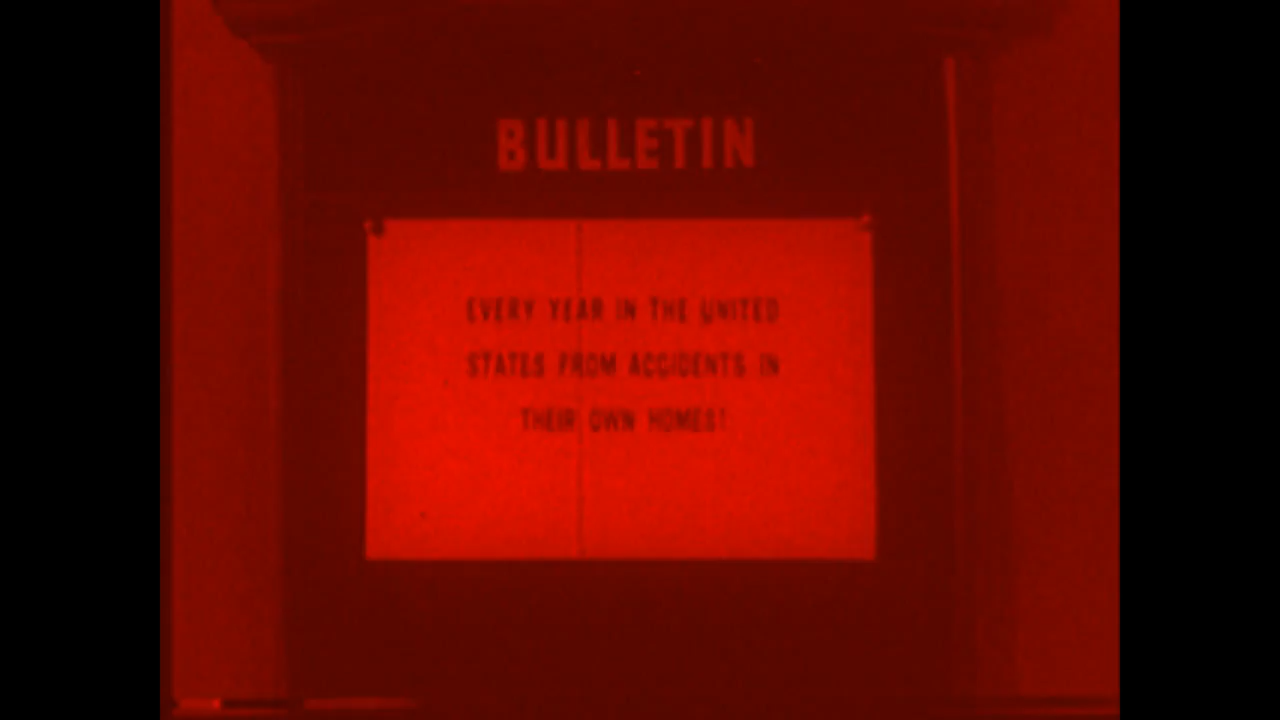 BULLETIN
EVERY YEAR IN THE UNITED
STATES FROM ACCIDENTS IN
THEIR OWN HOMES!